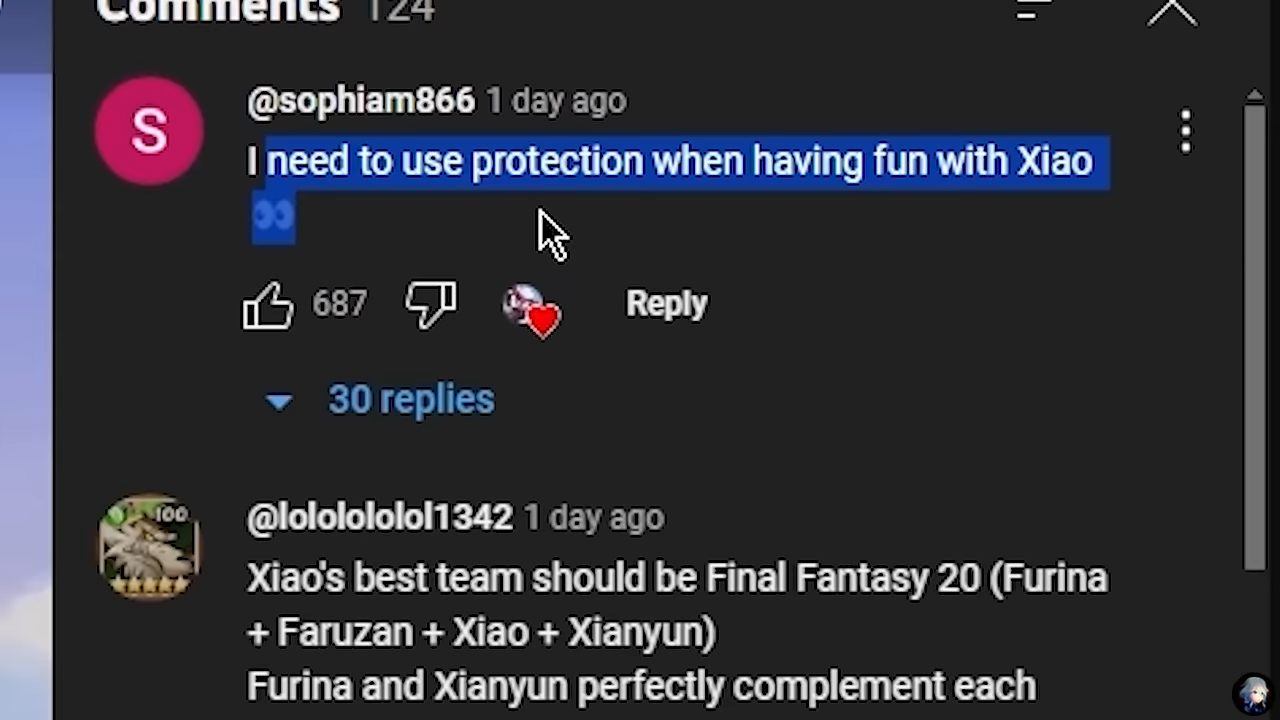 Comments 124
S
@sophiam866 1 day ago
I need to use protection when having fun with Xiao
👀
687
Reply
30 replies
100
@lolololololol1342 1 day ago
Xiao's best team should be Final Fantasy 20 (Furina
+ Faruzan + Xiao + Xianyun)
Furina and Xianyun perfectly complement each